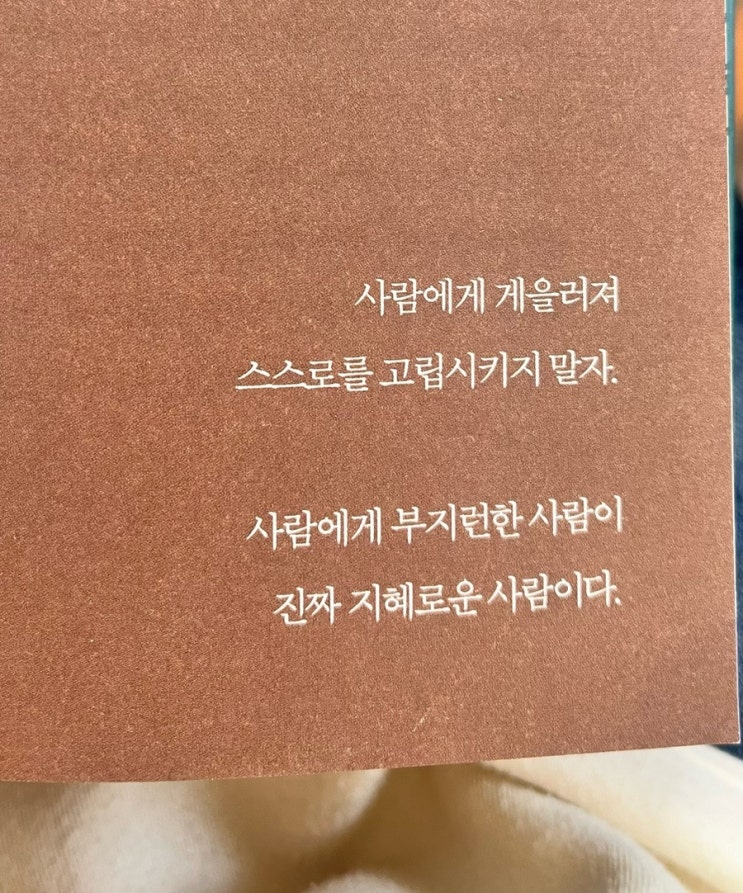 사람에게 게을러져
스스로를 고립시키지 말자.
사람에게 부지런한 사람이
진짜 지혜로운 사람이다.